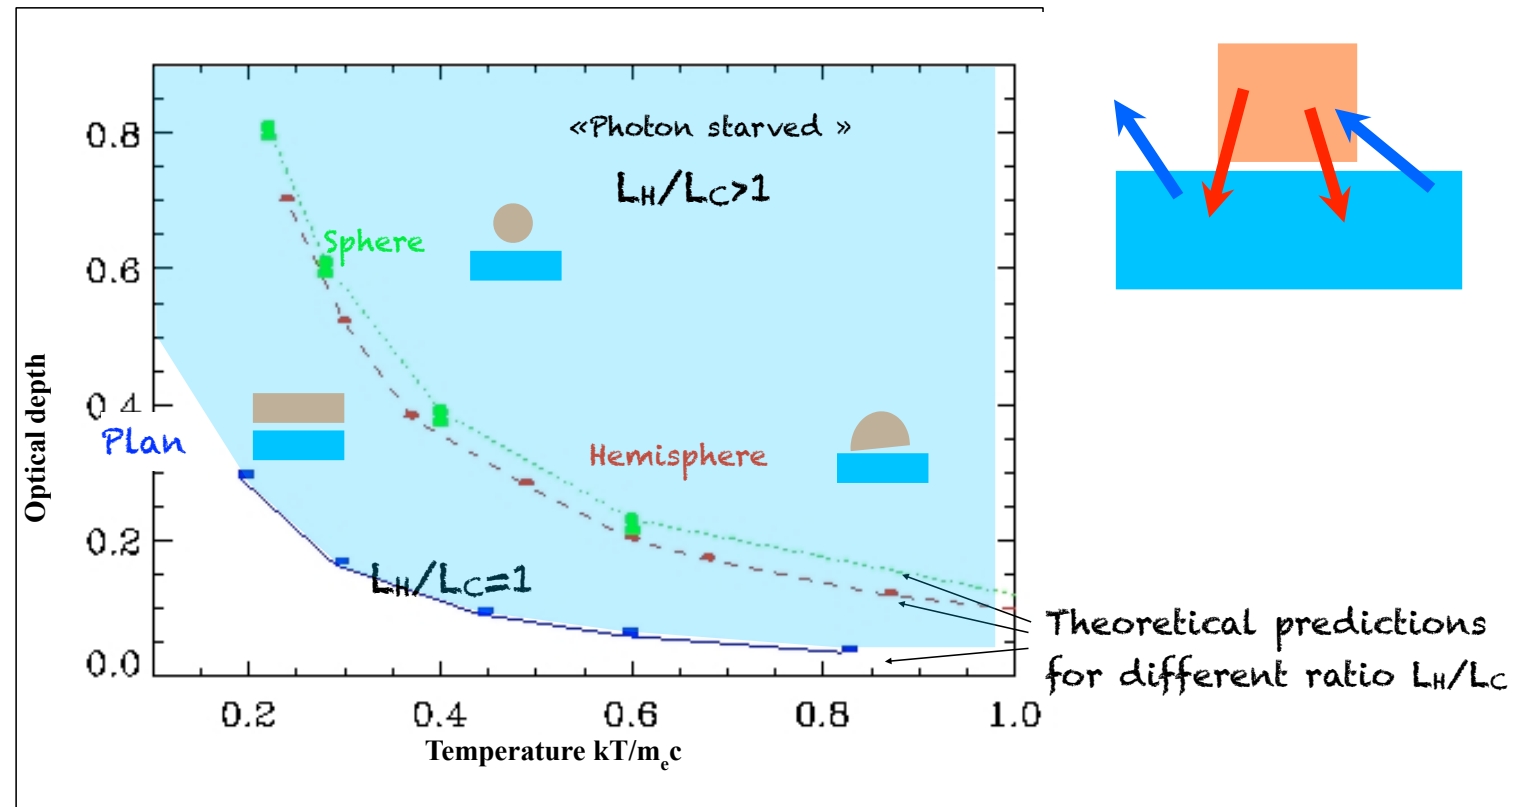 «Photon starved »
LH/LC>1
0.8
Sphere
0.6
0.4
Plan
Hemisphere
Optical depth
0.2
LH/LC=1
0.0
0.2 0.4 0.6 0.8 1.0
Temperature kT/mec
Theoretical predictions
for different ratio LH/LC